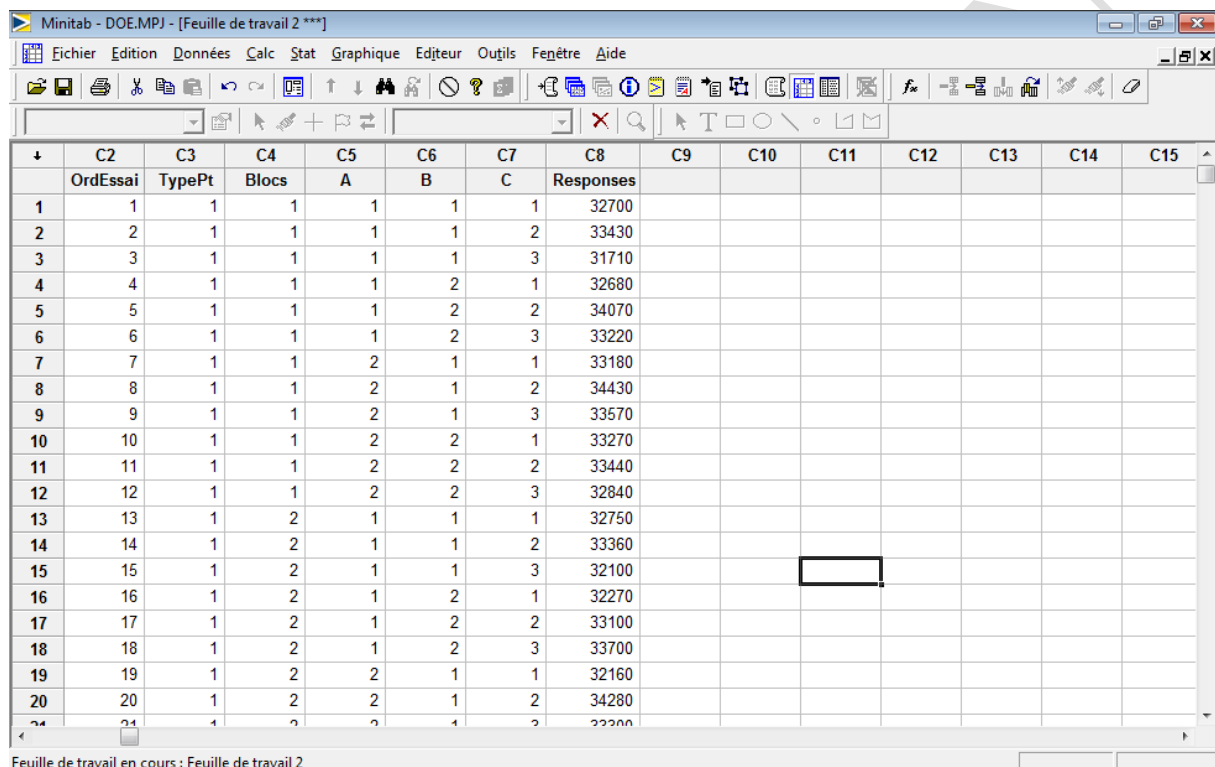 Minitab - DOE.MPJ - [Feuille de travail 2 ***]
Fichier Edition Données Calc Stat Graphique Editeur Outils Fenêtre Aide
C2 C3 C4 C5 C6 C7 C8 C9 C10 C11 C12 C13 C14 C15
OrdEssai TypePt Blocs A B C Responses
1 1 1 1 1 1 1 32700
2 2 1 1 1 1 2 33430
3 3 1 1 1 1 3 31710
4 4 1 1 1 2 1 32680
5 5 1 1 1 2 2 34070
6 6 1 1 1 2 3 33220
7 7 1 1 2 1 1 33180
8 8 1 1 2 1 2 34430
9 9 1 1 2 1 3 33570
10 10 1 1 2 2 1 33270
11 11 1 1 2 2 2 33440
12 12 1 1 2 2 3 32840
13 13 1 2 1 1 1 32750
14 14 1 2 1 1 2 33360
15 15 1 2 1 1 3 32100
16 16 1 2 1 2 1 32270
17 17 1 2 1 2 2 33100
18 18 1 2 1 2 3 33700
19 19 1 2 2 1 1 32160
20 20 1 2 2 1 2 34280
Feuille de travail en cours : Feuille de travail 2